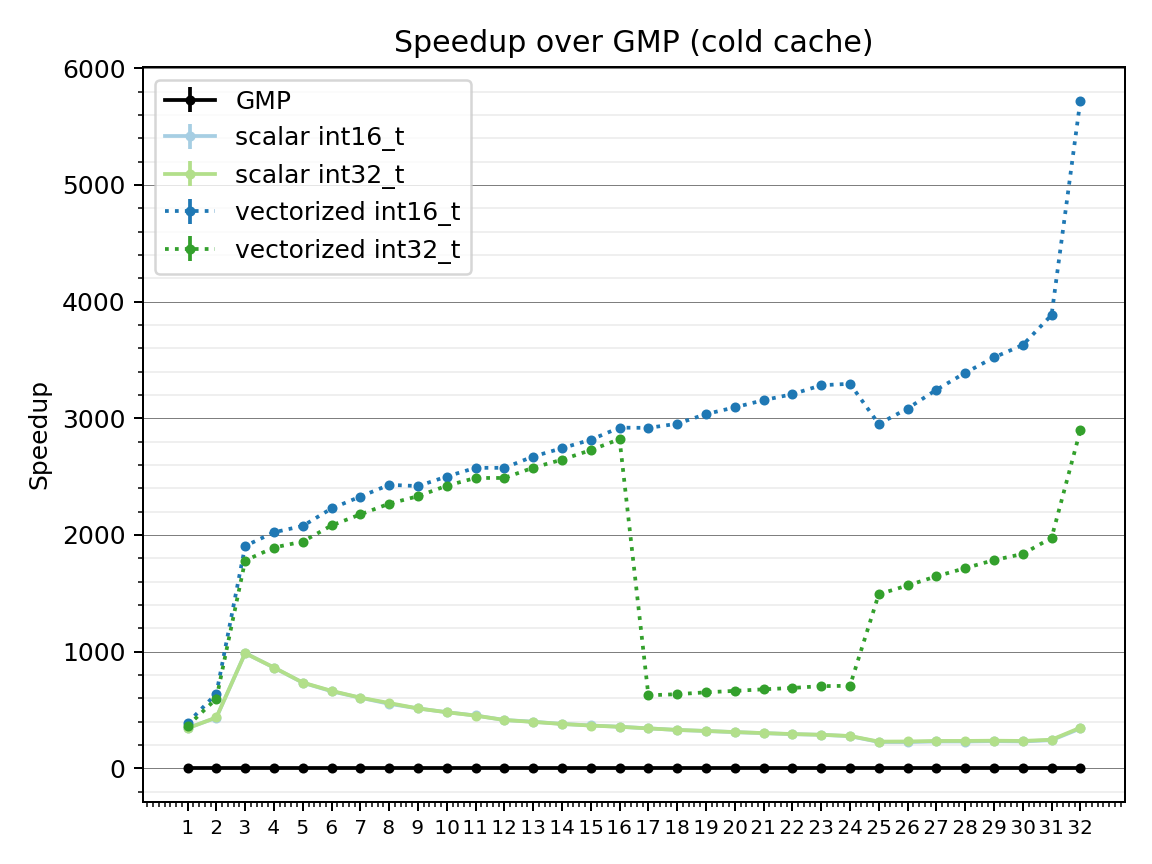 Speedup over GMP (cold cache)
6000
5000
4000
3000
2000
1000
0
Speedup
GMP
scalar int16_t
scalar int32_t
vectorized int16_t
vectorized int32_t
1 2 3 4 5 6 7 8 9 10 11 12 13 14 15 16 17 18 19 20 21 22 23 24 25 26 27 28 29 30 31 32